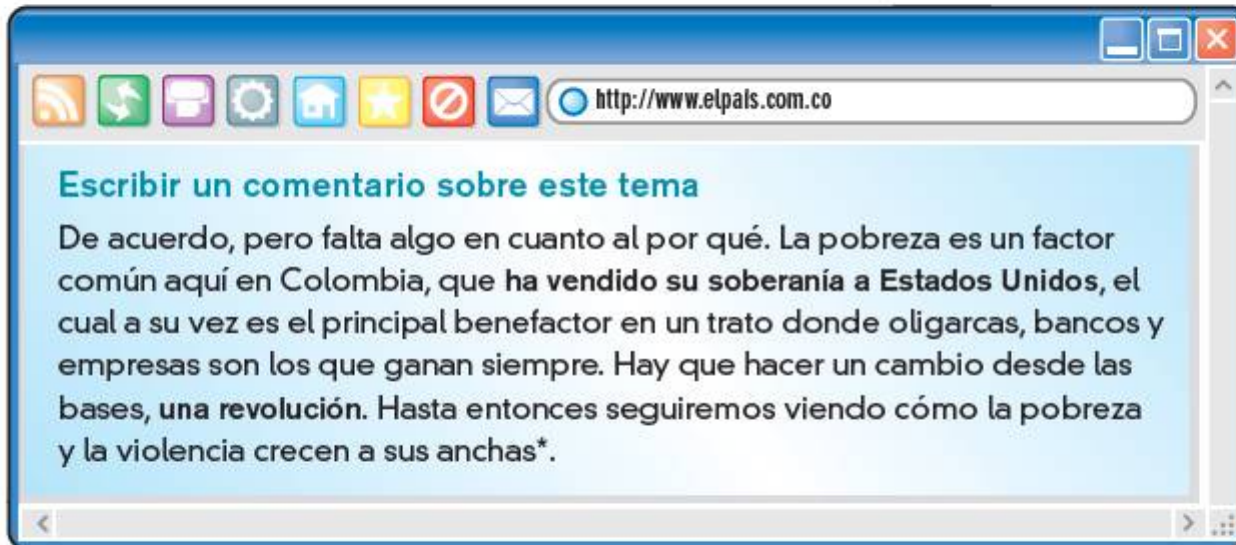 http://www.elpais.com.co
Escribir un comentario sobre este tema
De acuerdo, pero falta algo en cuanto al por qué. La pobreza es un factor
común aquí en Colombia, que ha vendido su soberanía a Estados Unidos, el
cual a su vez es el principal benefactor en un trato donde oligarcas, bancos y
empresas son los que ganan siempre. Hay que hacer un cambio desde las
bases, una revolución. Hasta entonces seguiremos viendo cómo la pobreza
y la violencia crecen a sus anchas*.